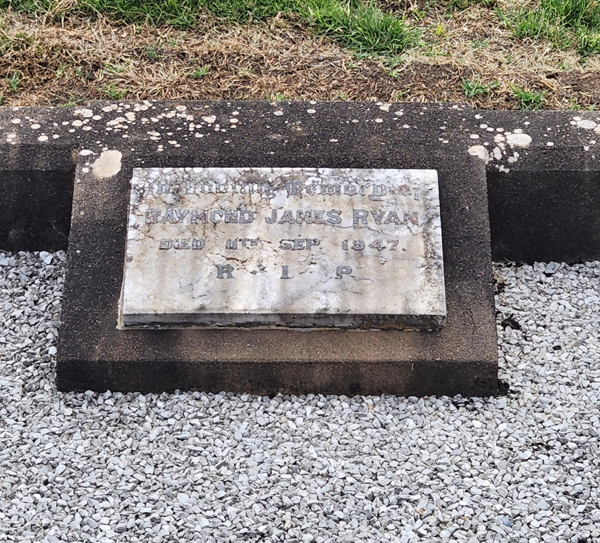 In Loving Memory of
RAYMOND JAMES RYAN
DIED 11TH SEP. 1947.
R . I . P.